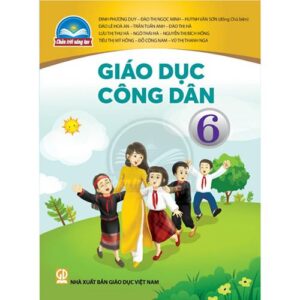 ĐINH PHƯƠNG DUY – ĐÀO THỊ NGỌC MINH – HUỲNH VĂN SƠN (đồng Chủ biên)
ĐÀO LÊ HOÀ AN – TRẦN TUẤN ANH – ĐÀO THỊ HÀ
LƯU THỊ THU HÀ – NGÔ THÁI HÀ – NGUYỄN THỊ BÍCH HỒNG
TIÊU THỊ MỸ HỒNG – ĐỖ CÔNG NAM – VŨ THỊ THANH NGA
Chân trời sáng tạo
GIÁO DỤC
CÔNG DÂN
6
NHÀ XUẤT BẢN GIÁO DỤC VIỆT NAM